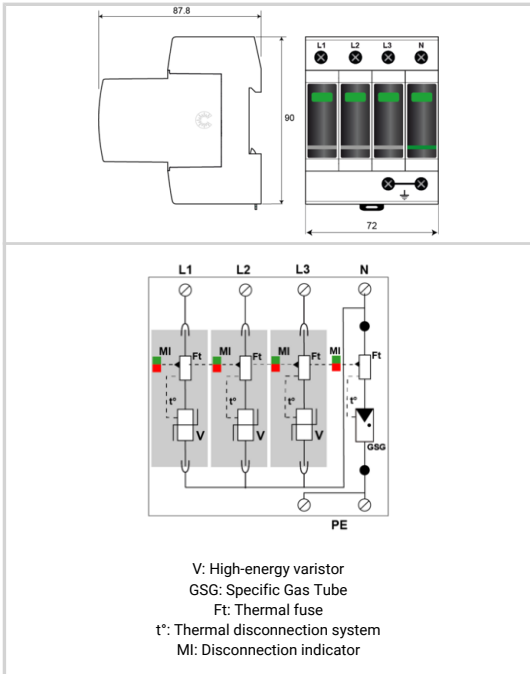 87.8
L1 L2 L3 N
90
72
L1 L2 L3 N
MI Ft MI Ft MI Ft MI Ft
t° t° t° t°
V V V
GSG
PE
V: High-energy varistor
GSG: Specific Gas Tube
Ft: Thermal fuse
t°: Thermal disconnection system
MI: Disconnection indicator